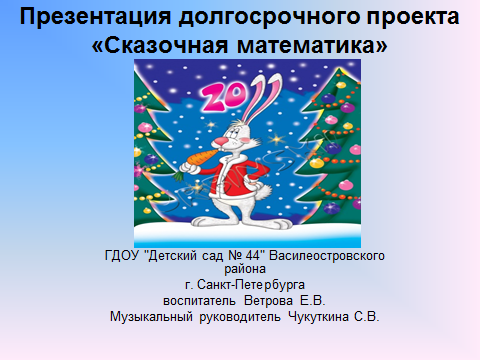 Презентация долгосрочного проекта
«Сказочная математика»
20
ГДОУ "Детский сад № 44" Василеостровского
района
г. Санкт-Петербурга
воспитатель Ветрова Е.В.
Музыкальный руководитель Чукуткина С.В.